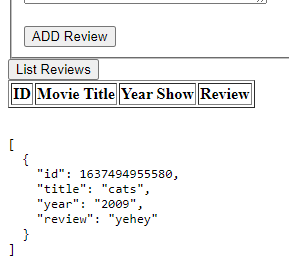 ADD Review
List Reviews
ID Movie Title Year Show Review
[
{
"id": 1637494955580,
"title": "cats",
"year": "2009",
"review": "yehey"
}
]